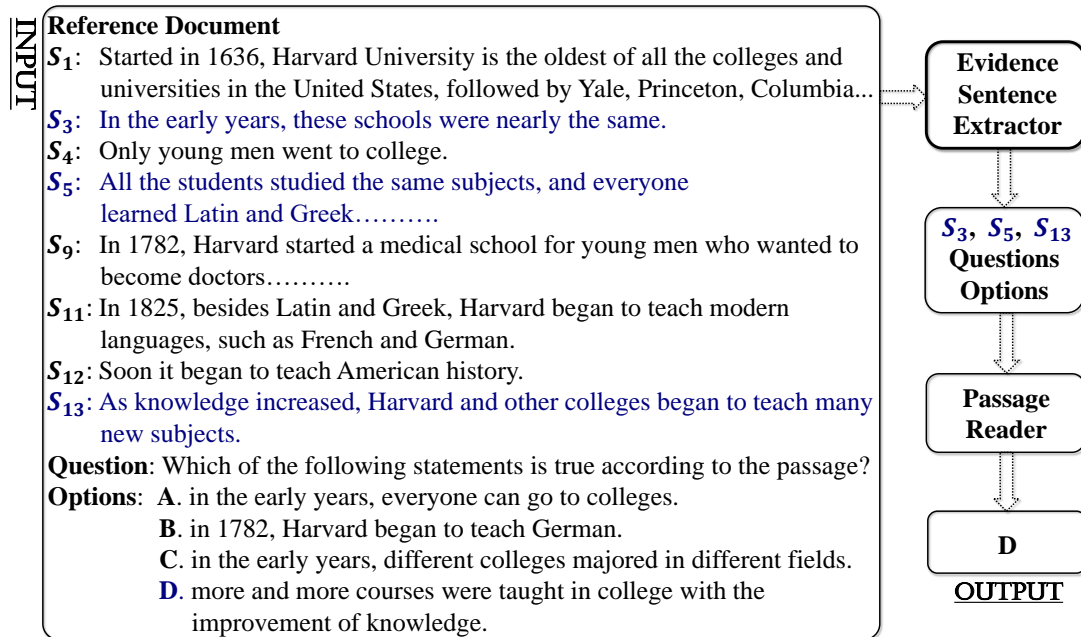 INPUT
Reference Document
S1: Started in 1636, Harvard University is the oldest of all the colleges and
universities in the United States, followed by Yale, Princeton, Columbia...
S3: In the early years, these schools were nearly the same.
S4: Only young men went to college.
S5: All the students studied the same subjects, and everyone
learned Latin and Greek……….
S9: In 1782, Harvard started a medical school for young men who wanted to
become doctors……….
S11: In 1825, besides Latin and Greek, Harvard began to teach modern
languages, such as French and German.
S12: Soon it began to teach American history.
S13: As knowledge increased, Harvard and other colleges began to teach many
new subjects.
Question: Which of the following statements is true according to the passage?
Options: A. in the early years, everyone can go to colleges.
B. in 1782, Harvard began to teach German.
C. in the early years, different colleges majored in different fields.
D. more and more courses were taught in college with the
improvement of knowledge.
Evidence
Sentence
Extractor
S3, S5, S13
Questions
Options
Passage
Reader
D
OUTPUT